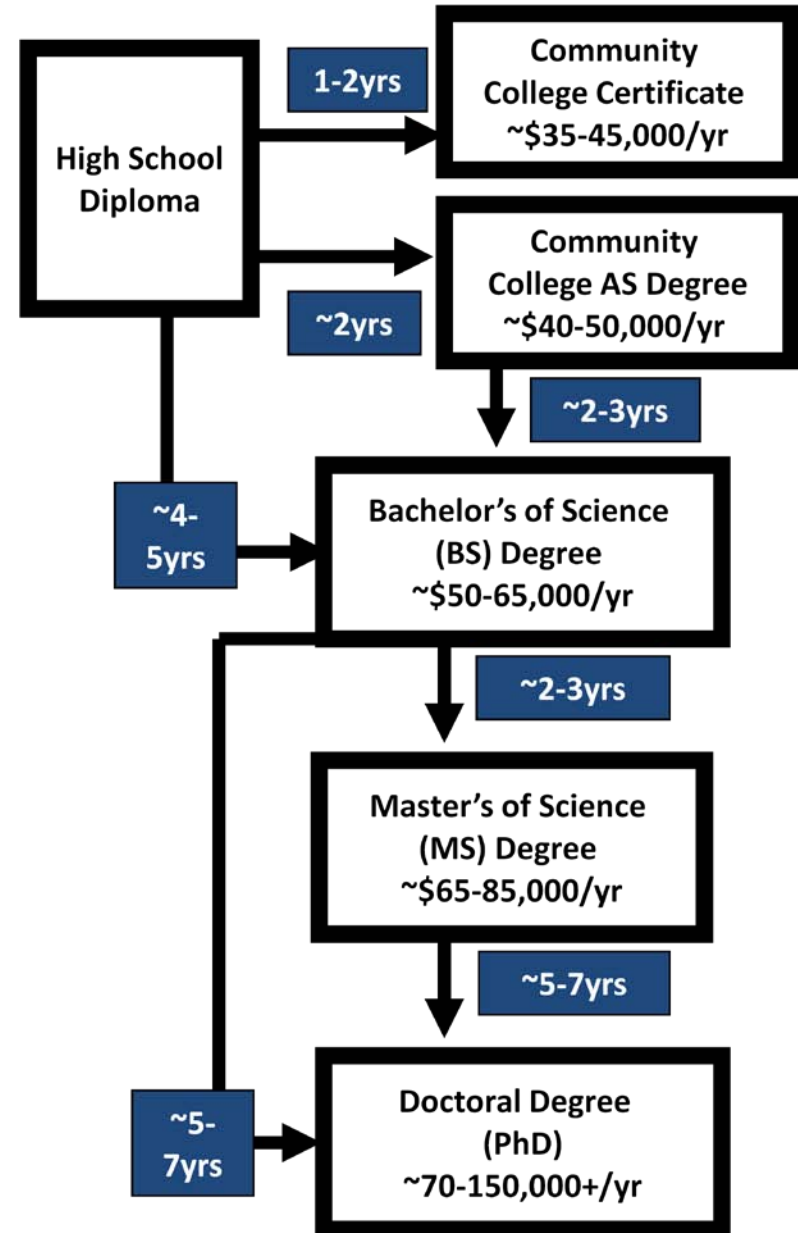 High School
Diploma
1-2yrs
Community
College Certificate
~$35-45,000/yr
~2yrs
Community
College AS Degree
~$40-50,000/yr
~2-3yrs
~4-
5yrs
Bachelor’s of Science
(BS) Degree
~$50-65,000/yr
~2-3yrs
Master’s of Science
(MS) Degree
~$65-85,000/yr
~5-7yrs
~5-
7yrs
Doctoral Degree
(PhD)
~70-150,000+/yr